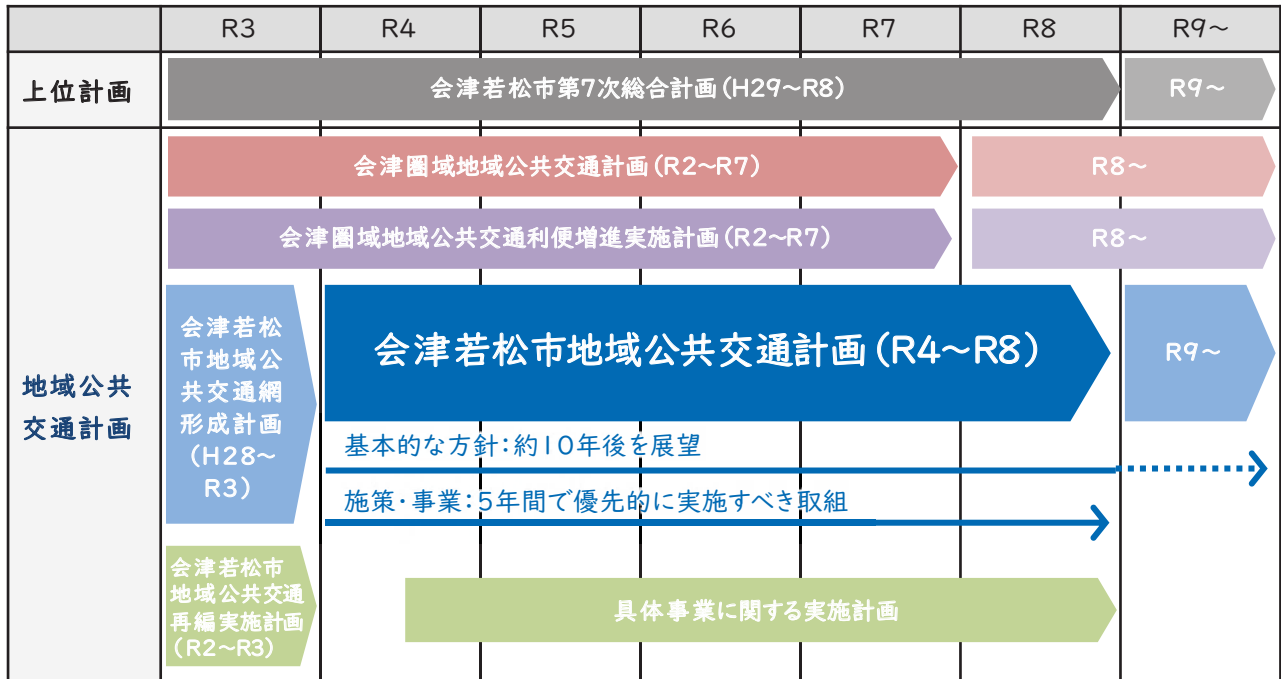 R3 R4 R5 R6 R7 R8 R9～
上位計画
会津若松市第7次総合計画(H29～R8)
R9～
地域公共
交通計画
会津圏域地域公共交通計画(R2～R7)
R8～
会津圏域地域公共交通利便増進実施計画(R2～R7)
R8～
会津若松
市地域公
共交通網
形成計画
(H28～
R3)
会津若松市地域公共交通計画(R4～R8)
R9～
基本的な方針:約10年後を展望
施策・事業:5年間で優先的に実施すべき取組
会津若松市
地域公共交通
再編実施計画
(R2～R3)
具体事業に関する実施計画